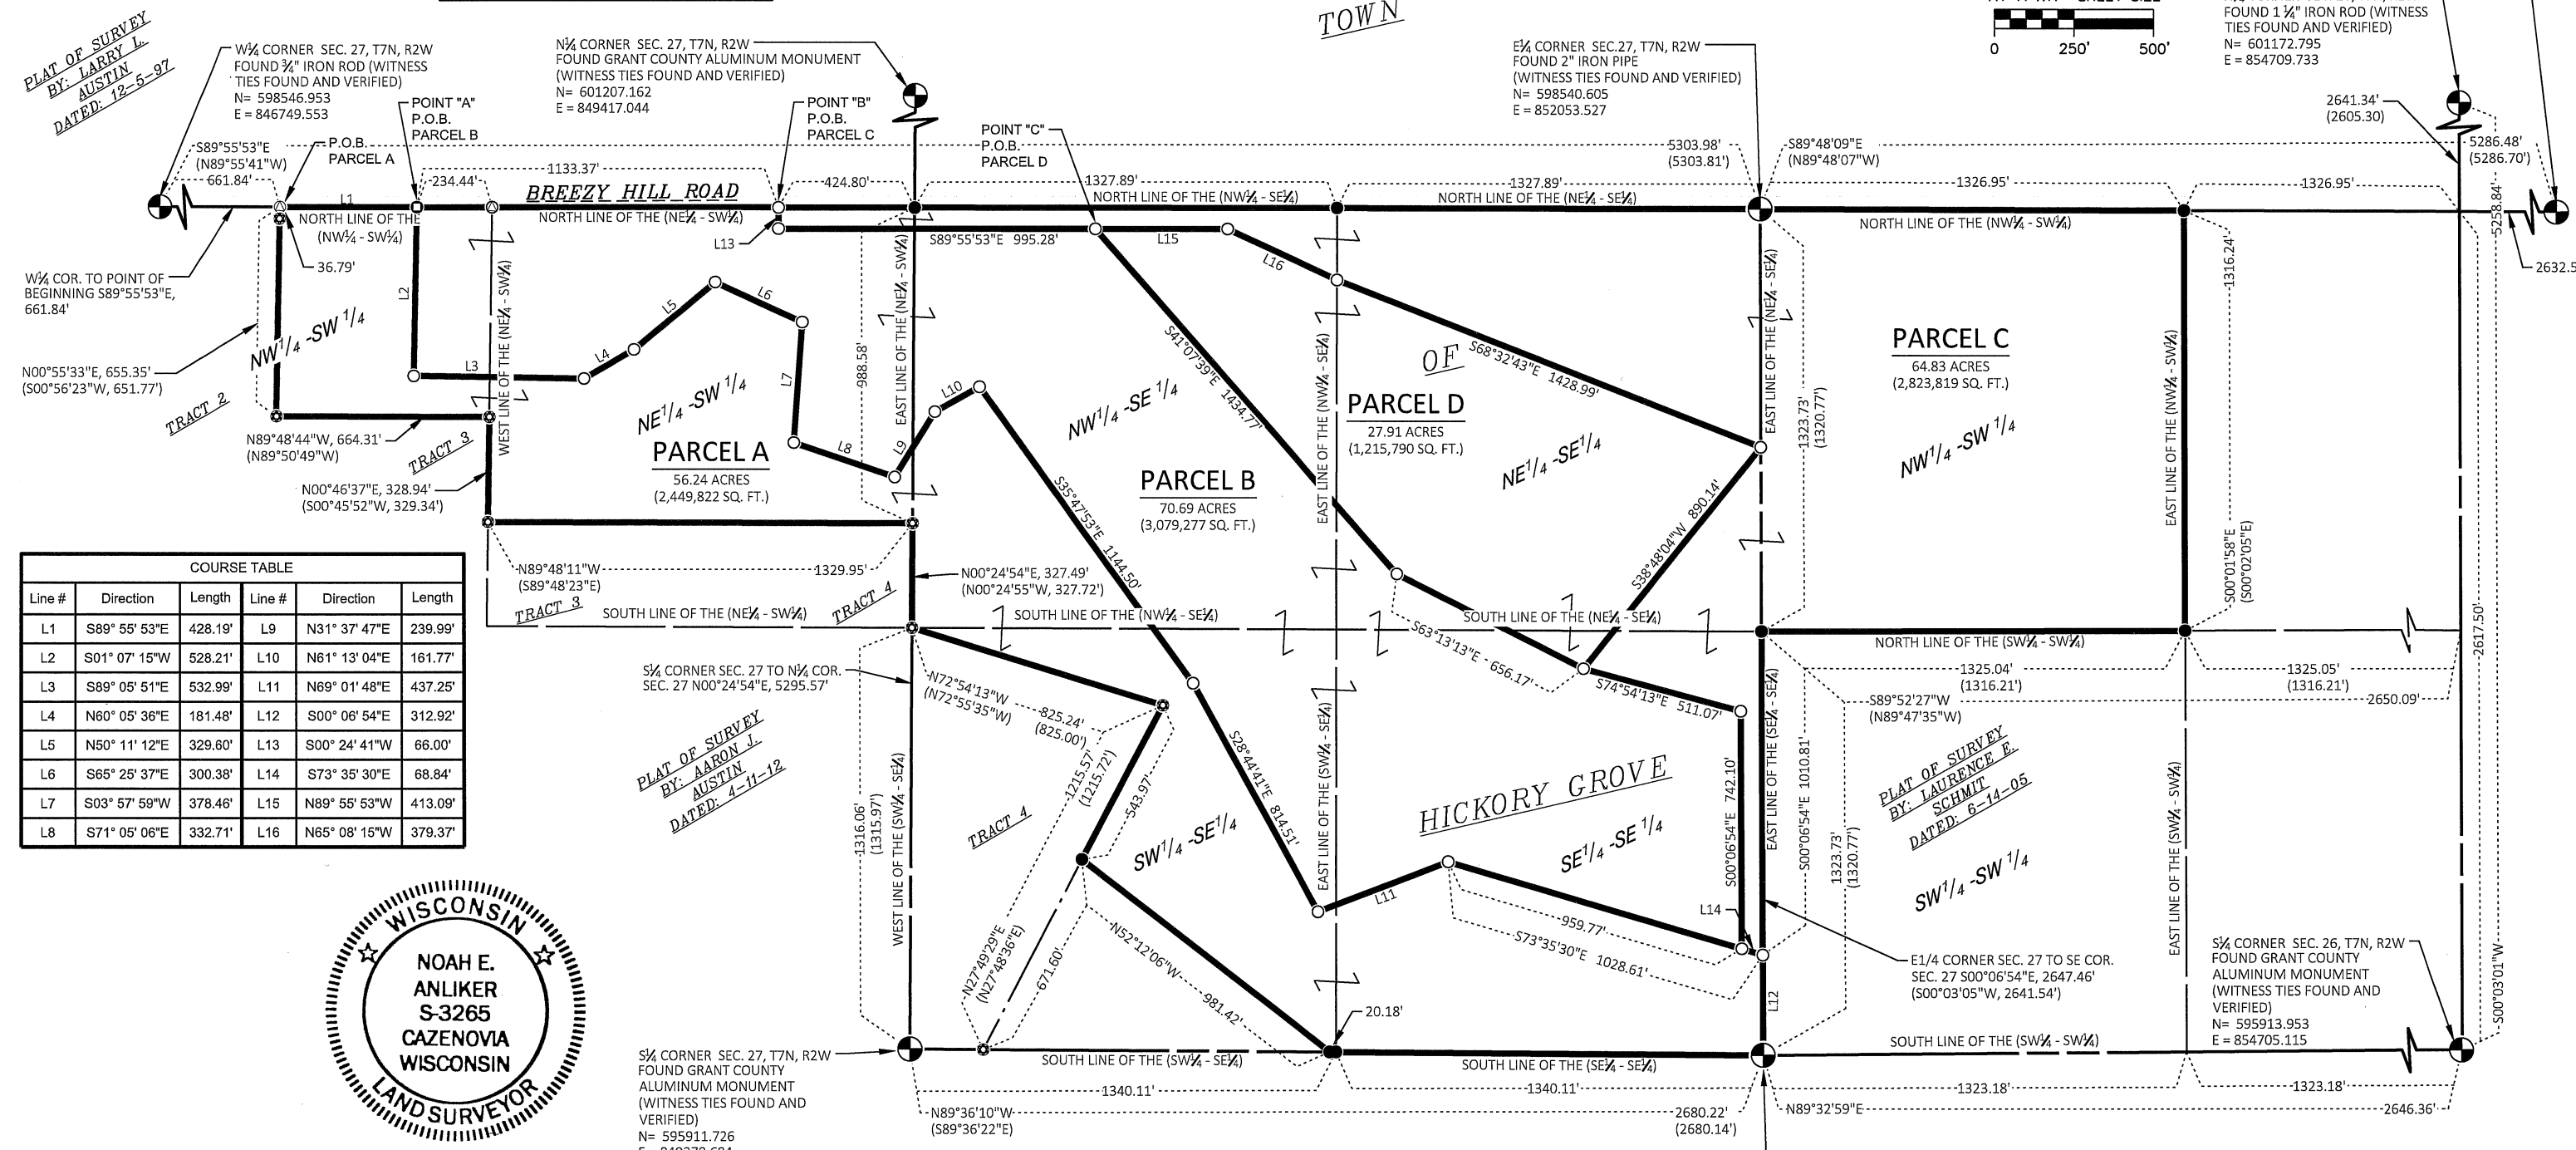 PLAT OF SURVEY
BY: LARRY L.
AUSTIN
DATED: 12-5-97
W¼ CORNER SEC. 27, T7N, R2W
FOUND ¾" IRON ROD (WITNESS
TIES FOUND AND VERIFIED)
N= 598546.953
E = 846749.553
N¼ CORNER SEC. 27, T7N, R2W
FOUND GRANT COUNTY ALUMINUM MONUMENT
(WITNESS TIES FOUND AND VERIFIED)
N= 601207.162
E = 849417.044
TOWN
E¼ CORNER SEC.27, T7N, R2W
FOUND 2" IRON PIPE
(WITNESS TIES FOUND AND VERIFIED)
N= 598540.605
E = 852053.527
0 250' 500'
FOUND 1 ¼" IRON ROD (WITNESS
TIES FOUND AND VERIFIED)
N= 601172.795
E = 854709.733
POINT "A"
P.O.B.
PARCEL B
POINT "B"
P.O.B.
PARCEL C
POINT "C"
P.O.B.
PARCEL D
P.O.B.
PARCEL A
2641.34'
(2605.30)
S89°55'53"E
(N89°55'41"W)
661.84'
5303.98'
(5303.81')
S89°48'09"E
(N89°48'07"W)
5286.48'
(5286.70')
1133.37'
234.44'
424.80'
1327.89'
1327.89'
1326.95'
1326.95'
5258.84'
L1
BREEZY HILL ROAD
NORTH LINE OF THE
(NW¼ - SW¼)
NORTH LINE OF THE (NE¼ - SW¼)
NORTH LINE OF THE (NW¼ - SE¼)
NORTH LINE OF THE (NE¼ - SE¼)
NORTH LINE OF THE (NW¼ - SW¼)
L13
S89°55'53"E 995.28'
L15
L16
36.79'
W¼ COR. TO POINT OF
BEGINNING S89°55'53"E,
661.84'
2632.5
L2
NW¼ -SW ¼
WEST LINE OF THE (NE¼ - SW¼)
L3
L4
L5
L6
L7
L8
L9
L10
NE¼ -SW ¼
988.58'
EAST LINE OF THE (NE¼ - SW¼)
NW¼ -SE ¼
S41°07'39"E 1434.77'
EAST LINE OF THE (NW¼ - SE¼)
OF
S68°32'43"E 1428.99'
EAST LINE OF THE (NE¼ - SE¼)
1323.73'
(1320.77')
PARCEL C
64.83 ACRES
(2,823,819 SQ. FT.)
NW¼ -SW ¼
EAST LINE OF THE (NW¼ - SW¼)
1316.24'
S00°01'58"E
(S00°02'05"E)
N00°55'33"E, 655.35'
(S00°56'23"W, 651.77')
TRACT 2
N89°48'44"W, 664.31'
(N89°50'49"W)
TRACT 3
N00°46'37"E, 328.94'
(S00°45'52"W, 329.34')
PARCEL A
56.24 ACRES
(2,449,822 SQ. FT.)
PARCEL B
70.69 ACRES
(3,079,277 SQ. FT.)
PARCEL D
27.91 ACRES
(1,215,790 SQ. FT.)
NE¼ -SE¼
S35°47'53"E 1144.50'
S38°48'04"W 890.14'
N89°48'11"W
(S89°48'23"E)
1329.95'
TRACT 3
TRACT 4
N00°24'54"E, 327.49'
(N00°24'55"W, 327.72')
SOUTH LINE OF THE (NE¼ - SW¼)
SOUTH LINE OF THE (NW¼ - SE¼)
SOUTH LINE OF THE (NE¼ - SE¼)
NORTH LINE OF THE (SW¼ - SW¼)
S63°13'13"E - 656.17'
S74°54'13"E 511.07'
1325.04'
(1316.21')
1325.05'
(1316.21')
2617.50'
S89°52'27"W
(N89°47'35"W)
2650.09'
COURSE TABLE
Line # Direction Length Line # Direction Length
L1 S89° 55' 53"E 428.19' L9 N31° 37' 47"E 239.99'
L2 S01° 07' 15"W 528.21' L10 N61° 13' 04"E 161.77'
L3 S89° 05' 51"E 532.99' L11 N69° 01' 48"E 437.25'
L4 N60° 05' 36"E 181.48' L12 S00° 06' 54"E 312.92'
L5 N50° 11' 12"E 329.60' L13 S00° 24' 41"W 66.00'
L6 S65° 25' 37"E 300.38' L14 S73° 35' 30"E 68.84'
L7 S03° 57' 59"W 378.46' L15 N89° 55' 53"W 413.09'
L8 S71° 05' 06"E 332.71' L16 N65° 08' 15"W 379.37'
S¼ CORNER SEC. 27 TO N¼ COR.
SEC. 27 N00°24'54"E, 5295.57'
N72°54'13"W
(N72°55'35"W)
825.24'
(825.00')
PLAT OF SURVEY
BY: AARON J.
AUSTIN
DATED: 4-11-12
1316.06'
(1315.97')
WEST LINE OF THE (SW¼ - SE¼)
TRACT 4
1215.57'
(1215.72')
543.97'
SW¼ -SE¼
S28°44'41"E 814.51'
EAST LINE OF THE (SW¼ - SE¼)
HICKORY GROVE
SE¼ -SE ¼
L11
959.77'
S73°35'30"E 1028.61'
L14
S00°06'54"E 742.10'
EAST LINE OF THE (SE¼ - SE¼)
S00°06'54"E 1010.81'
1323.73'
(1320.77')
PLAT OF SURVEY
BY: LAURENCE E.
SCHMIT
DATED: 6-14-05
SW¼ -SW ¼
EAST LINE OF THE (SW¼ - SW¼)
N27°49'29"E
(N27°48'36"E)
671.60'
N52°12'06"W
981.42'
20.18'
L12
E1/4 CORNER SEC. 27 TO SE COR.
SEC. 27 S00°06'54"E, 2647.46'
(S00°03'05"W, 2641.54')
S¼ CORNER SEC. 26, T7N, R2W
FOUND GRANT COUNTY
ALUMINUM MONUMENT
(WITNESS TIES FOUND AND
VERIFIED)
N= 595913.953
E = 854705.115
S00°03'01"W
WISCONSIN
NOAH E.
ANLIKER
S-3265
CAZENOVIA
WISCONSIN
LAND SURVEYOR
S¼ CORNER SEC. 27, T7N, R2W
FOUND GRANT COUNTY
ALUMINUM MONUMENT
(WITNESS TIES FOUND AND
VERIFIED)
N= 595911.726
SOUTH LINE OF THE (SW¼ - SE¼)
SOUTH LINE OF THE (SE¼ - SE¼)
SOUTH LINE OF THE (SW¼ - SW¼)
1340.11'
1340.11'
1323.18'
1323.18'
N89°36'10"W
(S89°36'22"E)
2680.22'
(2680.14')
N89°32'59"E
2646.36'